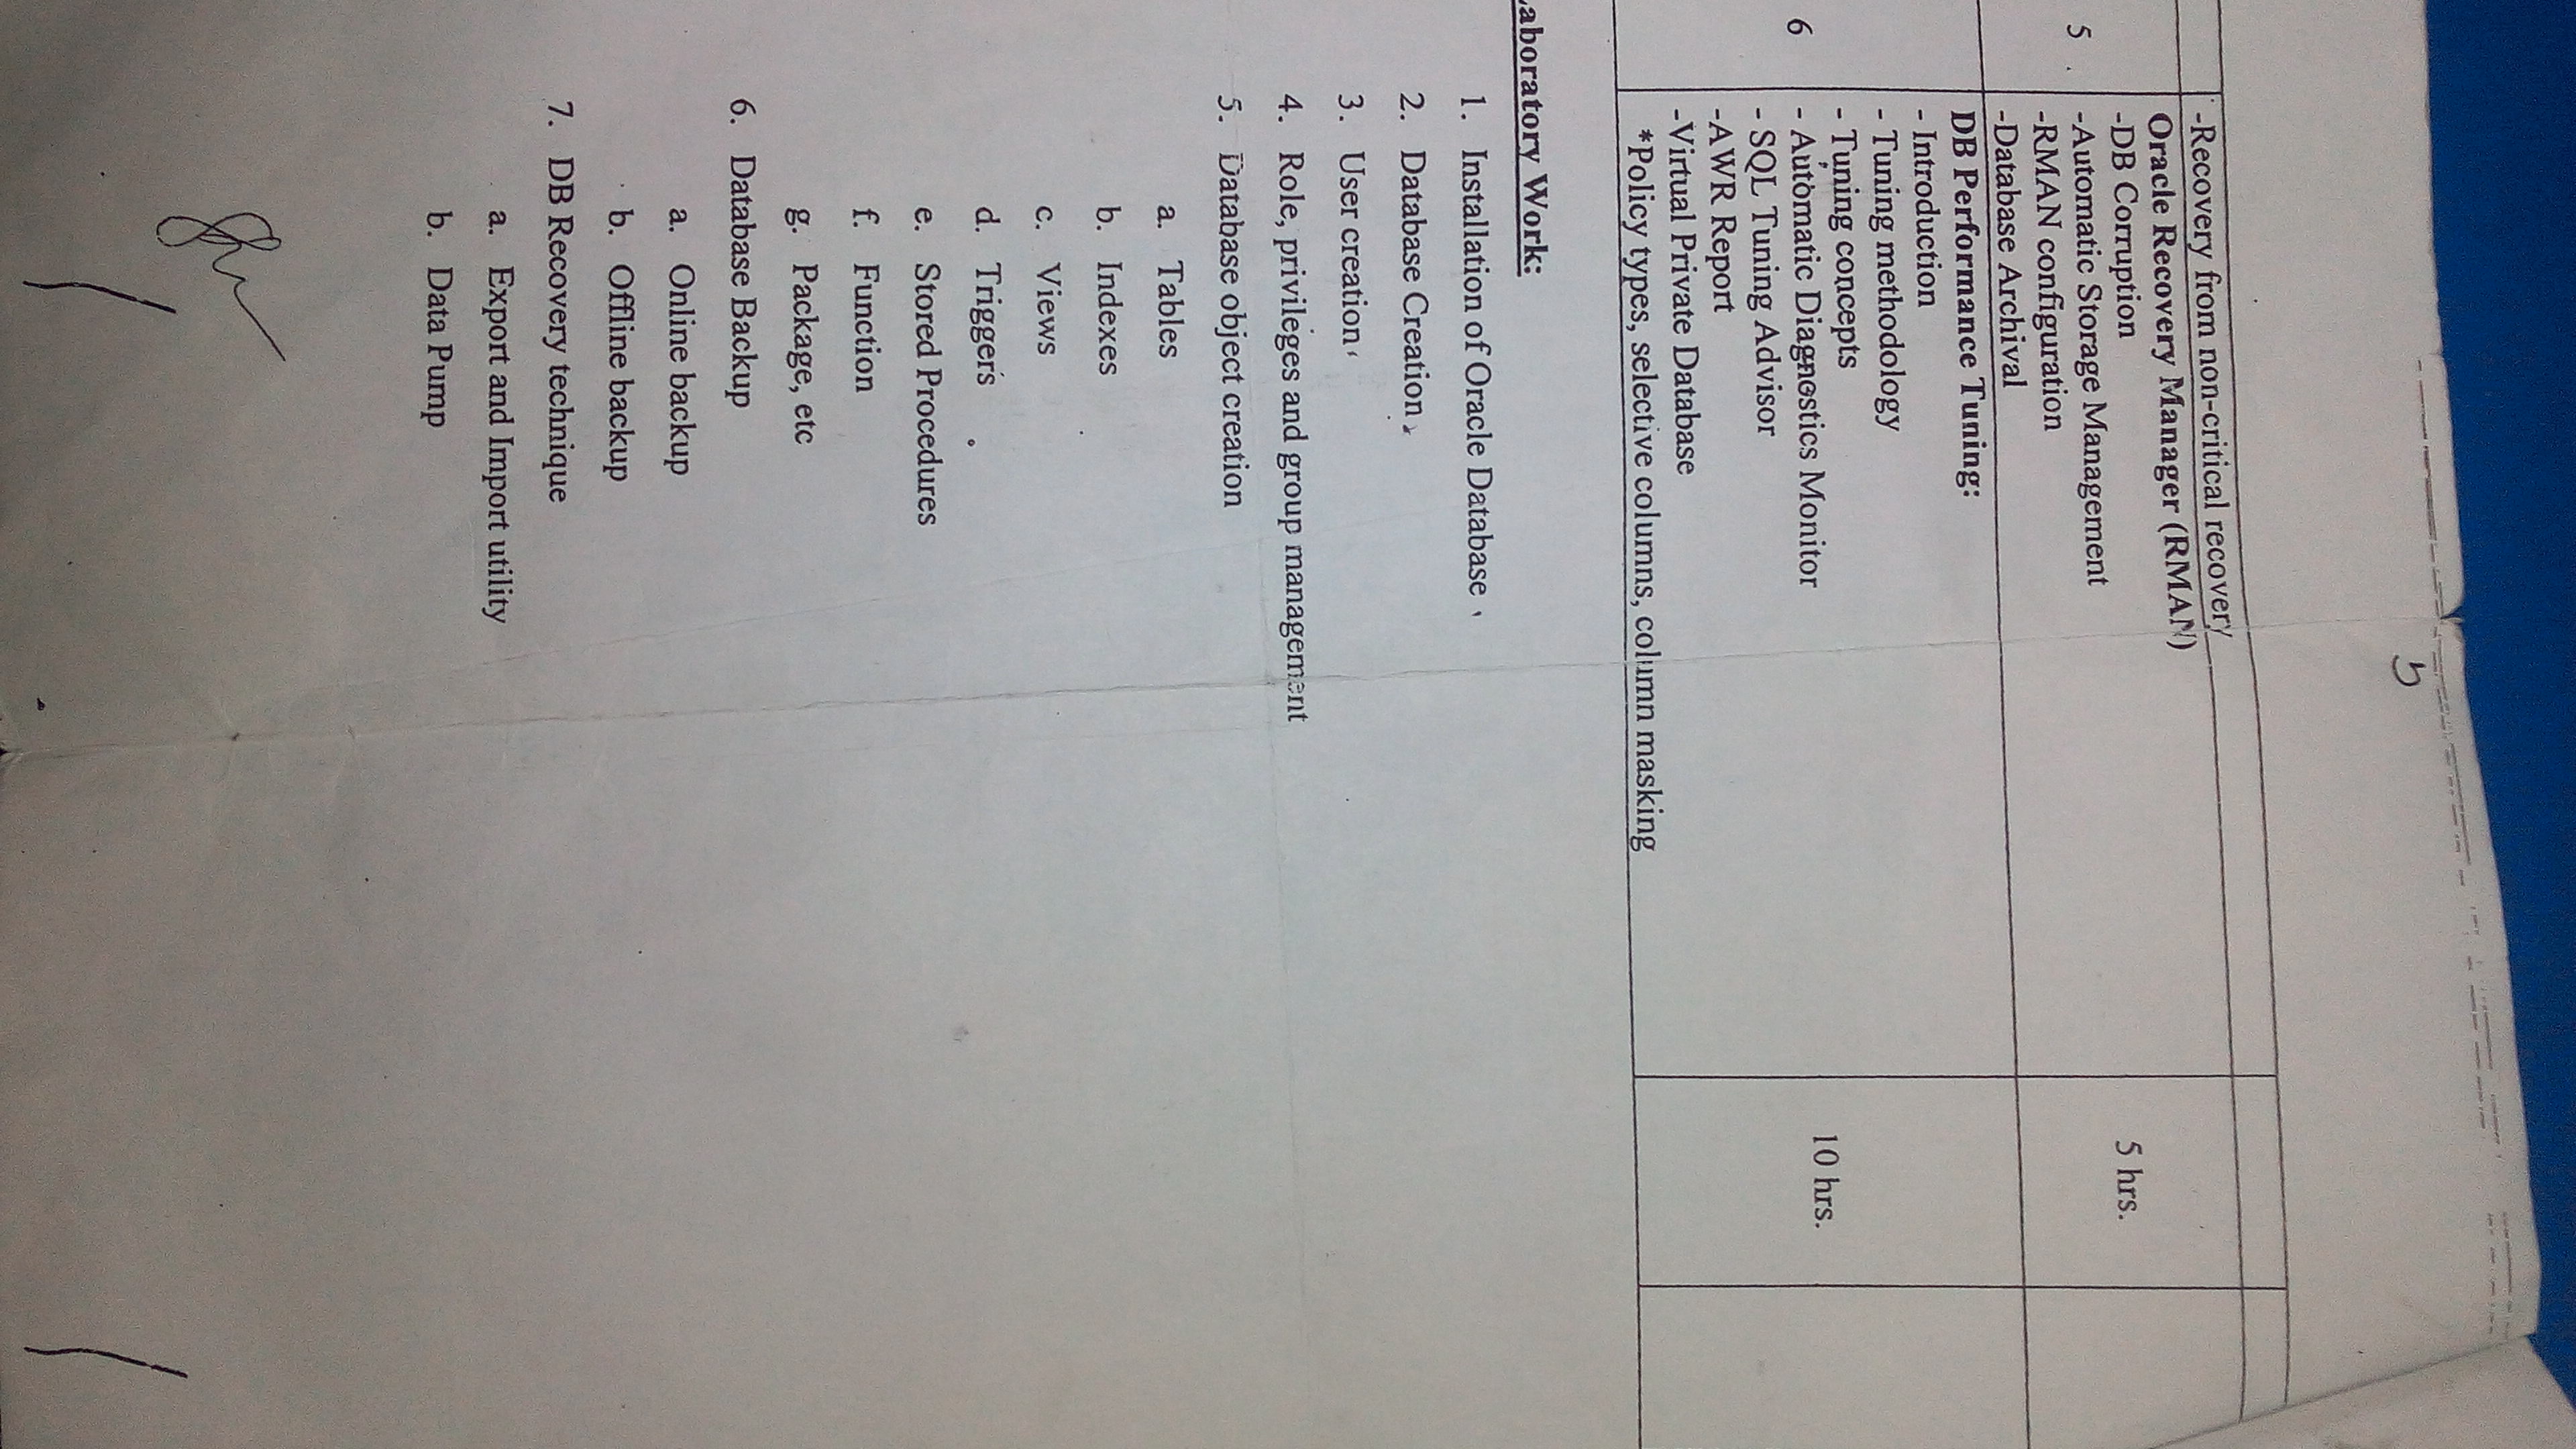 -Recovery from non-critical recovery
5
Oracle Recovery Manager (RMAN)
-DB Corruption
-Automatic Storage Management
-RMAN configuration
-Database Archival
5 hrs.
6
DB Performance Tuning:
- Introduction
- Tuning methodology
- Tuning concepts
- Automatic Diagnostics Monitor
- SQL Tuning Advisor
-AWR Report
-Virtual Private Database
*Policy types, selective columns, column masking
10 hrs.
Laboratory Work:
1. Installation of Oracle Database
2. Database Creation
3. User creation
4. Role, privileges and group management
5. Database object creation
a. Tables
b. Indexes
c. Views
d. Triggers
e. Stored Procedures
f. Function
g. Package, etc
6. Database Backup
a. Online backup
b. Offline backup
7. DB Recovery technique
a. Export and Import utility
b. Data Pump